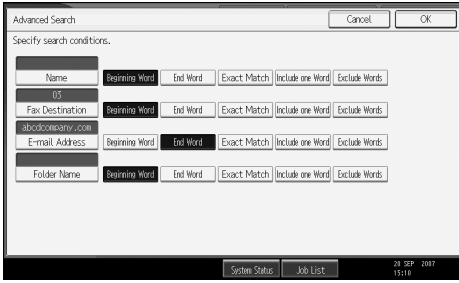 Advanced Search Cancel OK
Specify search conditions.
Name Beginning Word End Word Exact Match Include one Word Exclude Words
03
Fax Destination Beginning Word End Word Exact Match Include one Word Exclude Words
abcdcompany.com
E-mail Address Beginning Word End Word Exact Match Include one Word Exclude Words
Folder Name Beginning Word End Word Exact Match Include one Word Exclude Words
System Status Job List 28 SEP 2007
15:10